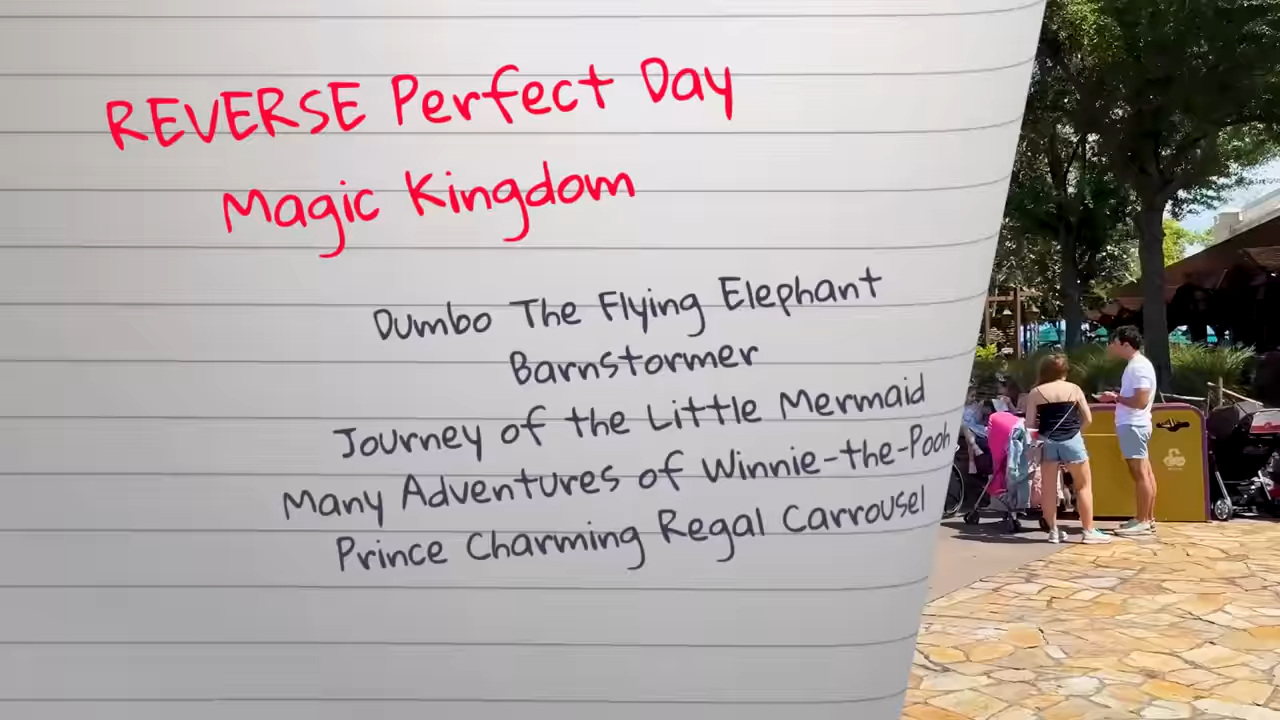 REVERSE Perfect Day
Magic Kingdom
Dumbo The Flying Elephant
Barnstormer
Journey of the Little Mermaid
Many Adventures of Winnie-the-Pooh
Prince Charming Regal Carrousel